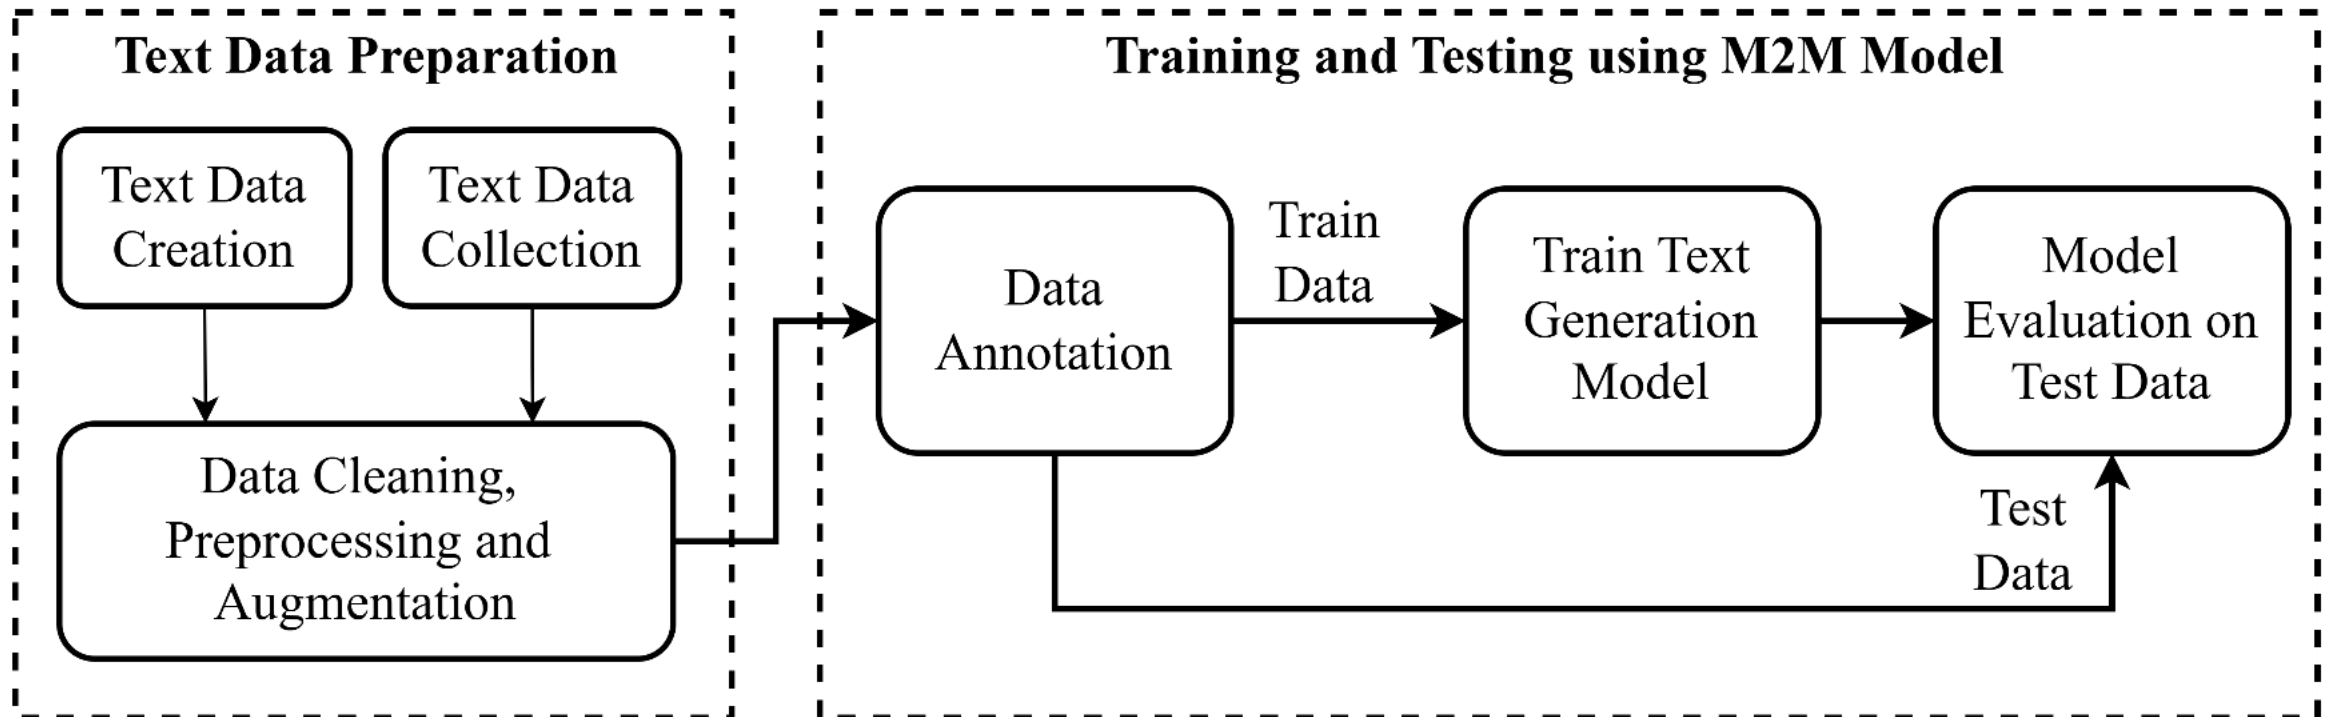 Text Data Preparation
Text Data
Creation
Text Data
Collection
Data Cleaning,
Preprocessing and
Augmentation
Training and Testing using M2M Model
Data
Annotation
Train
Data
Train Text
Generation
Model
Model
Evaluation on
Test Data
Test
Data